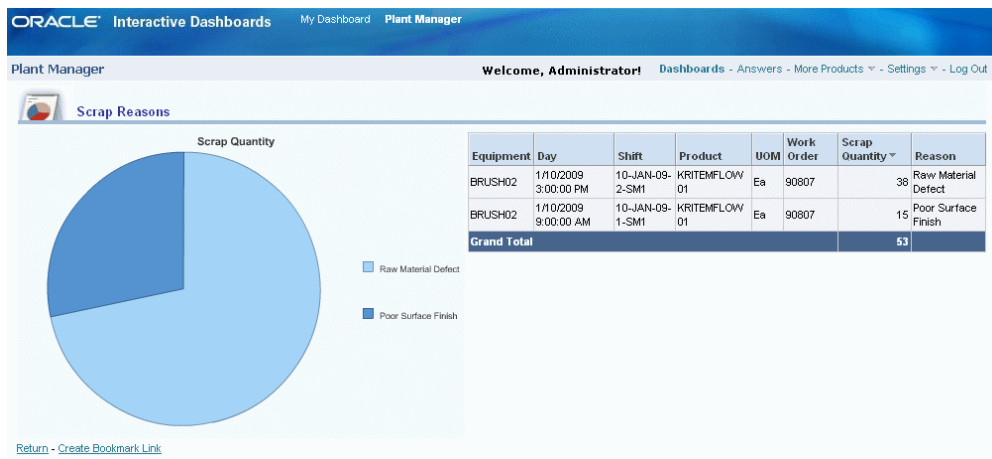 ORACLE Interactive Dashboards My Dashboard Plant Manager
Plant Manager Welcome, Administrator! Dashboards - Answers - More Products - Settings - Log Out
Scrap Reasons
Scrap Quantity
Raw Material Defect
Poor Surface Finish
Equipment Day Shift Product UOM Work Order Scrap Quantity Reason
BRUSH02 1/10/2009 3:00:00 PM 10-JAN-09-2-SM1 KRITEMFLOW01 Ea 90807 38 Raw Material Defect
BRUSH02 1/10/2009 9:00:00 AM 10-JAN-09-1-SM1 KRITEMFLOW01 Ea 90807 15 Poor Surface Finish
Grand Total 53
Return - Create Bookmark Link